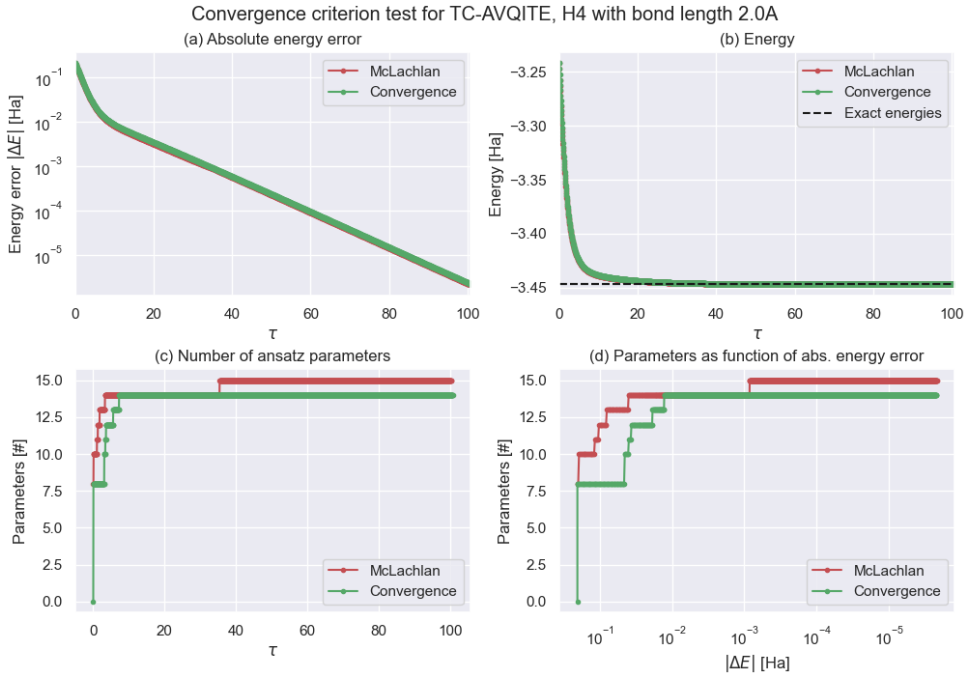 Convergence criterion test for TC-AVQITE, H4 with bond length 2.0A
(a) Absolute energy error
10⁻¹
10⁻²
10⁻³
10⁻⁴
10⁻⁵
Energy error |ΔE| [Ha]
McLachlan
Convergence
0 20 40 60 80 100
τ
(b) Energy
−3.25
−3.30
−3.35
−3.40
−3.45
Energy [Ha]
McLachlan
Convergence
Exact energies
0 20 40 60 80 100
τ
(c) Number of ansatz parameters
15.0
12.5
10.0
7.5
5.0
2.5
0.0
Parameters [#]
McLachlan
Convergence
0 20 40 60 80 100
τ
(d) Parameters as function of abs. energy error
15.0
12.5
10.0
7.5
5.0
2.5
0.0
Parameters [#]
McLachlan
Convergence
10⁻¹ 10⁻² 10⁻³ 10⁻⁴ 10⁻⁵
|ΔE| [Ha]